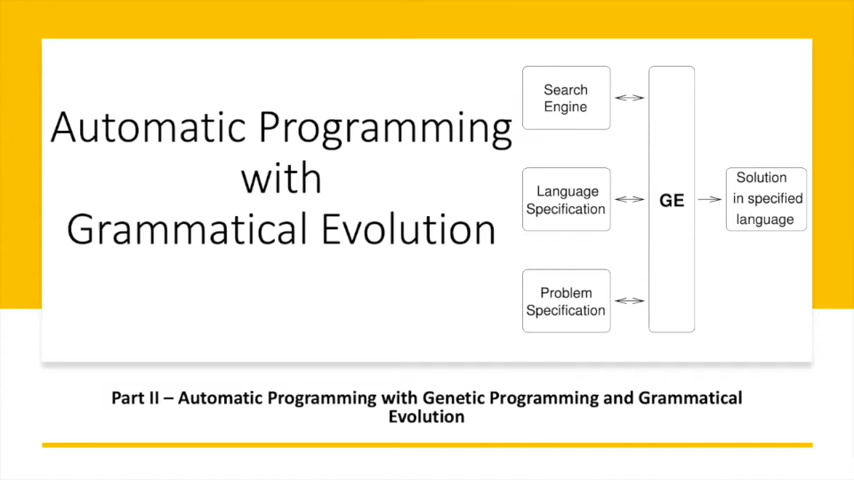 Automatic Programming
with
Grammatical Evolution
Search
Engine
Language
Specification
Problem
Specification
GE
Solution
in specified
language
Part II – Automatic Programming with Genetic Programming and Grammatical
Evolution